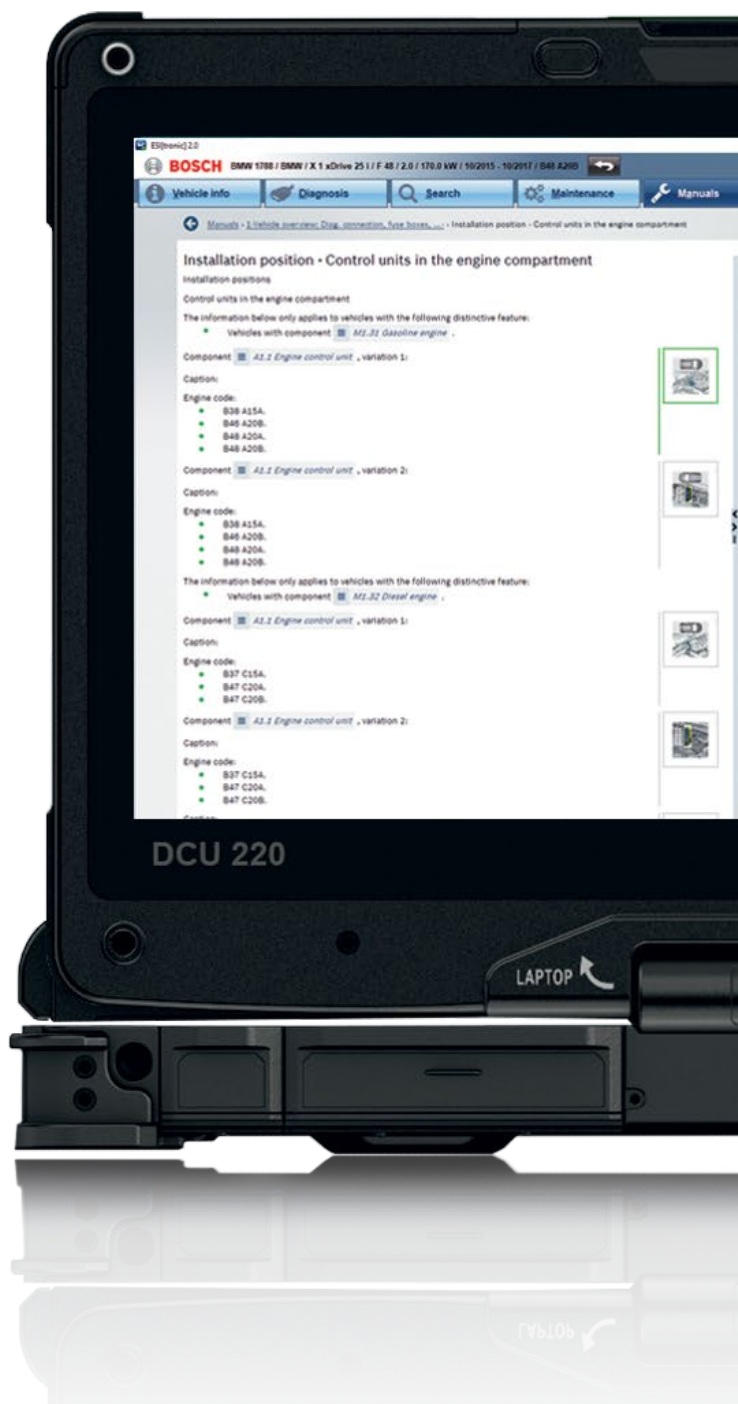 ESI[tronic] 2.0
BOSCH BMW 1788 / BMW / X 1 xDrive 25 i / F 48 / 2.0 / 170.0 kW / 10/2015 - 10/2017 / B48 A20B
Vehicle info Diagnosis Search Maintenance Manuals
Manuals › 1 Vehicle overview: Diag. connection, fuse boxes, ... › Installation position - Control units in the engine compartment
Installation position - Control units in the engine compartment
Installation positions
Control units in the engine compartment
The information below only applies to vehicles with the following distinctive feature:
Vehicles with component M1.31 Gasoline engine .
Component A1.1 Engine control unit , variation 1:
Caption:
Engine code:
B38 A15A.
B46 A20B.
B48 A20A.
B48 A20B.
Component A1.1 Engine control unit , variation 2:
Caption:
Engine code:
B38 A15A.
B46 A20B.
B48 A20A.
B48 A20B.
The information below only applies to vehicles with the following distinctive feature:
Vehicles with component M1.32 Diesel engine .
Component A1.1 Engine control unit , variation 1:
Caption:
Engine code:
B37 C15A.
B47 C20A.
B47 C20B.
Component A1.1 Engine control unit , variation 2:
Caption:
Engine code:
B37 C15A.
B47 C20A.
B47 C20B.
DCU 220
LAPTOP